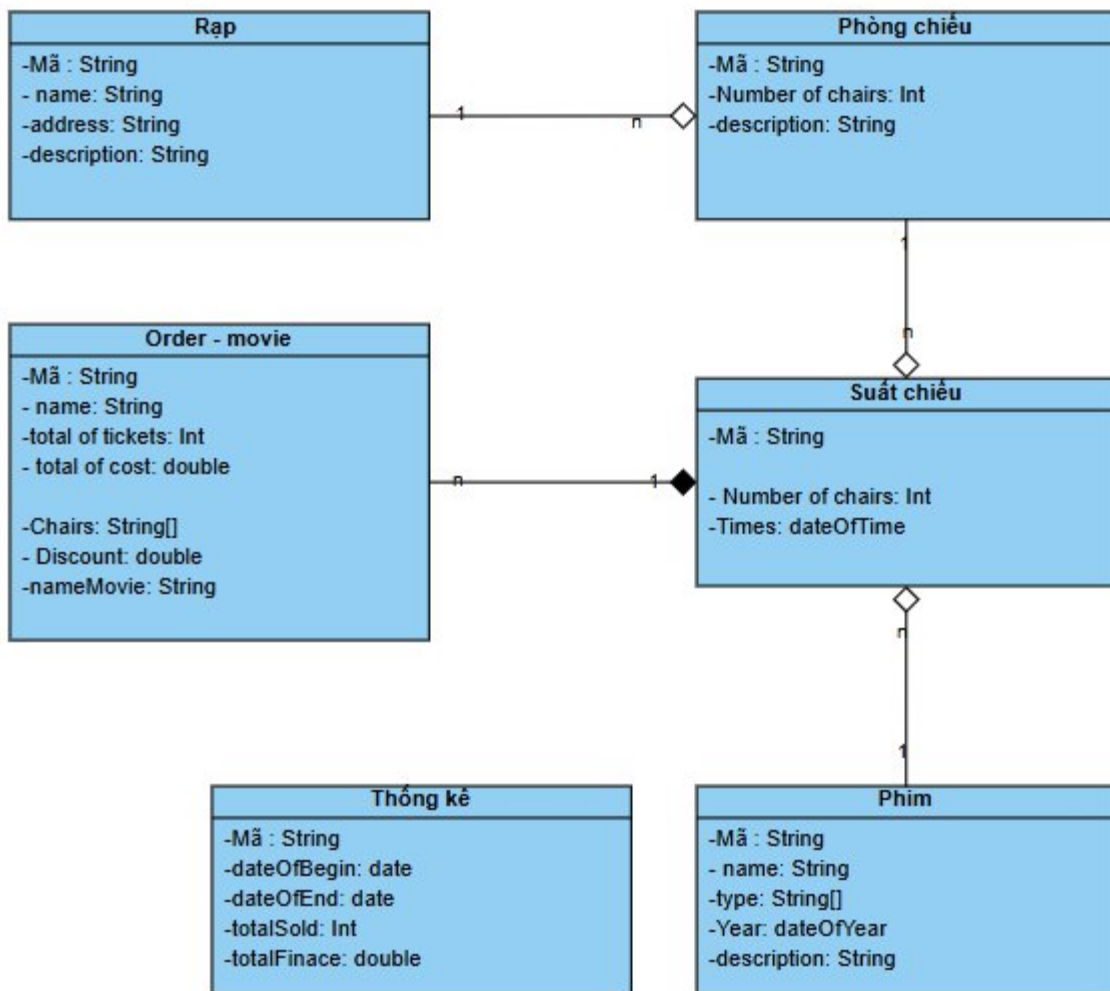 Rạp
-Mã : String
- name: String
-address: String
-description: String
1
n
Phòng chiếu
-Mã : String
-Number of chairs: Int
-description: String
1
n
Order - movie
-Mã : String
- name: String
-total of tickets: Int
- total of cost: double
-Chairs: String[]
- Discount: double
-nameMovie: String
n
1
Suất chiếu
-Mã : String
- Number of chairs: Int
-Times: dateOfTime
n
1
Thống kê
-Mã : String
-dateOfBegin: date
-dateOfEnd: date
-totalSold: Int
-totalFinace: double
Phim
-Mã : String
- name: String
-type: String[]
-Year: dateOfYear
-description: String